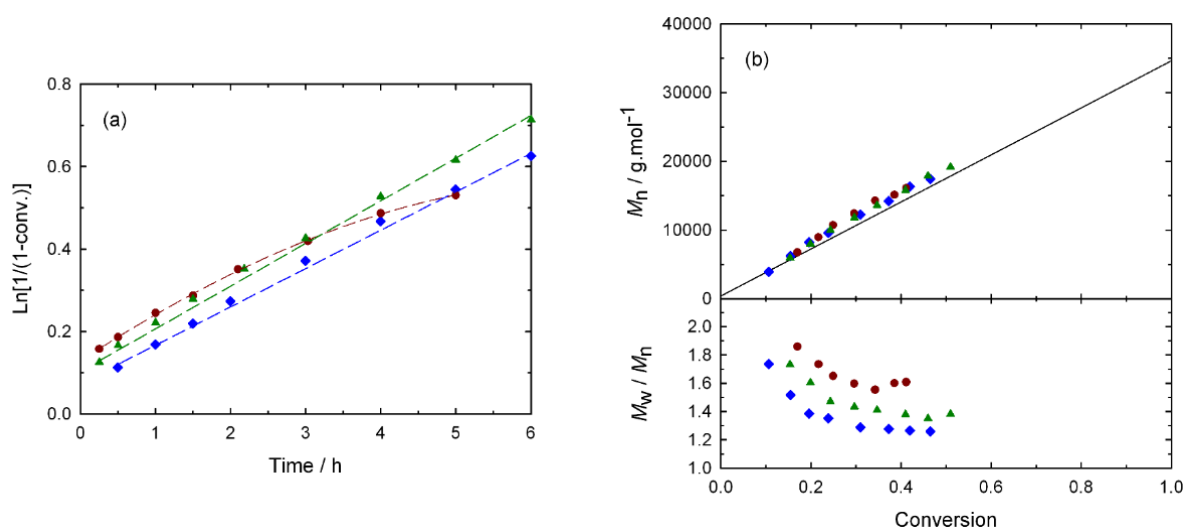 (a)
Ln[1/(1-conv.)]
0.8
0.6
0.4
0.2
0.0
0 1 2 3 4 5 6
Time / h
(b)
Mn / g.mol⁻¹
40000
30000
20000
10000
0
Mw / Mn
2.0
1.8
1.6
1.4
1.2
1.0
0.0 0.2 0.4 0.6 0.8 1.0
Conversion